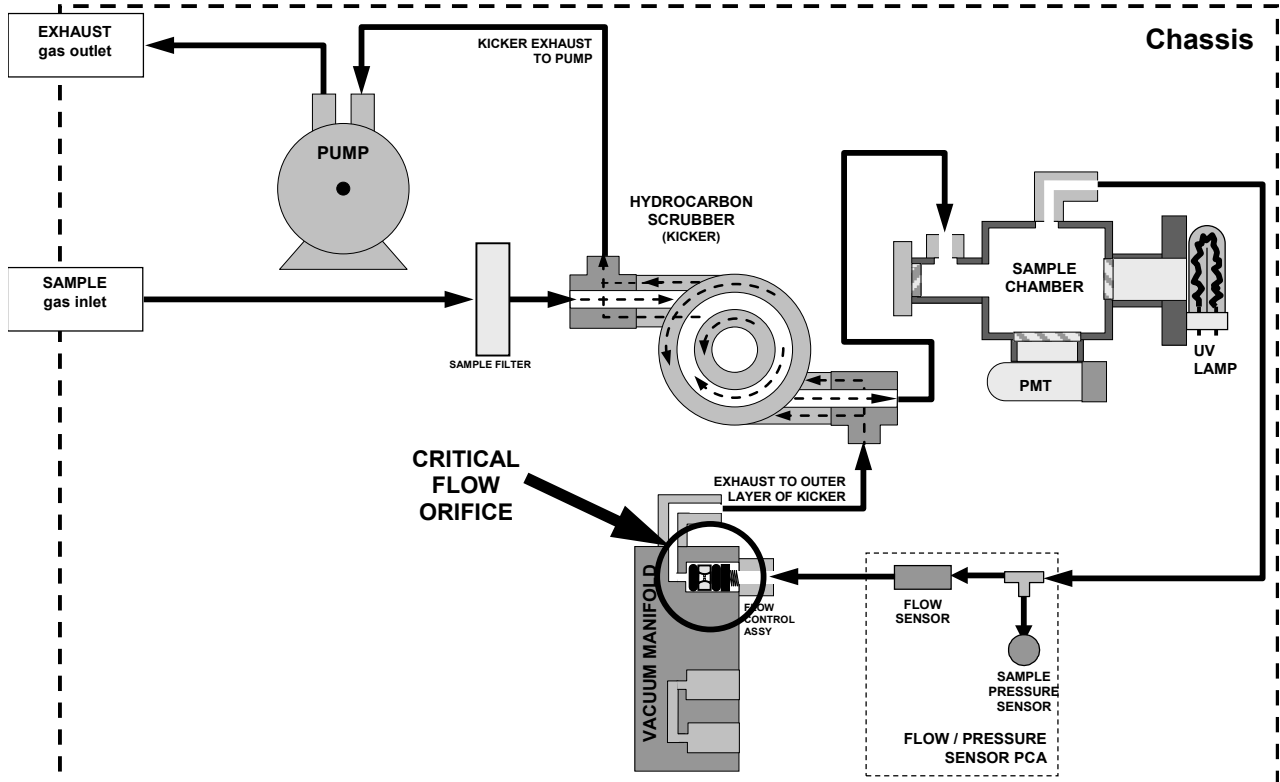 EXHAUST
gas outlet
KICKER EXHAUST
TO PUMP
Chassis
PUMP
HYDROCARBON
SCRUBBER
(KICKER)
SAMPLE
gas inlet
SAMPLE FILTER
SAMPLE
CHAMBER
UV
LAMP
PMT
CRITICAL
FLOW
ORIFICE
EXHAUST TO OUTER
LAYER OF KICKER
VACUUM MANIFOLD
FLOW
CONTROL
ASSY
FLOW
SENSOR
SAMPLE
PRESSURE
SENSOR
FLOW / PRESSURE
SENSOR PCA